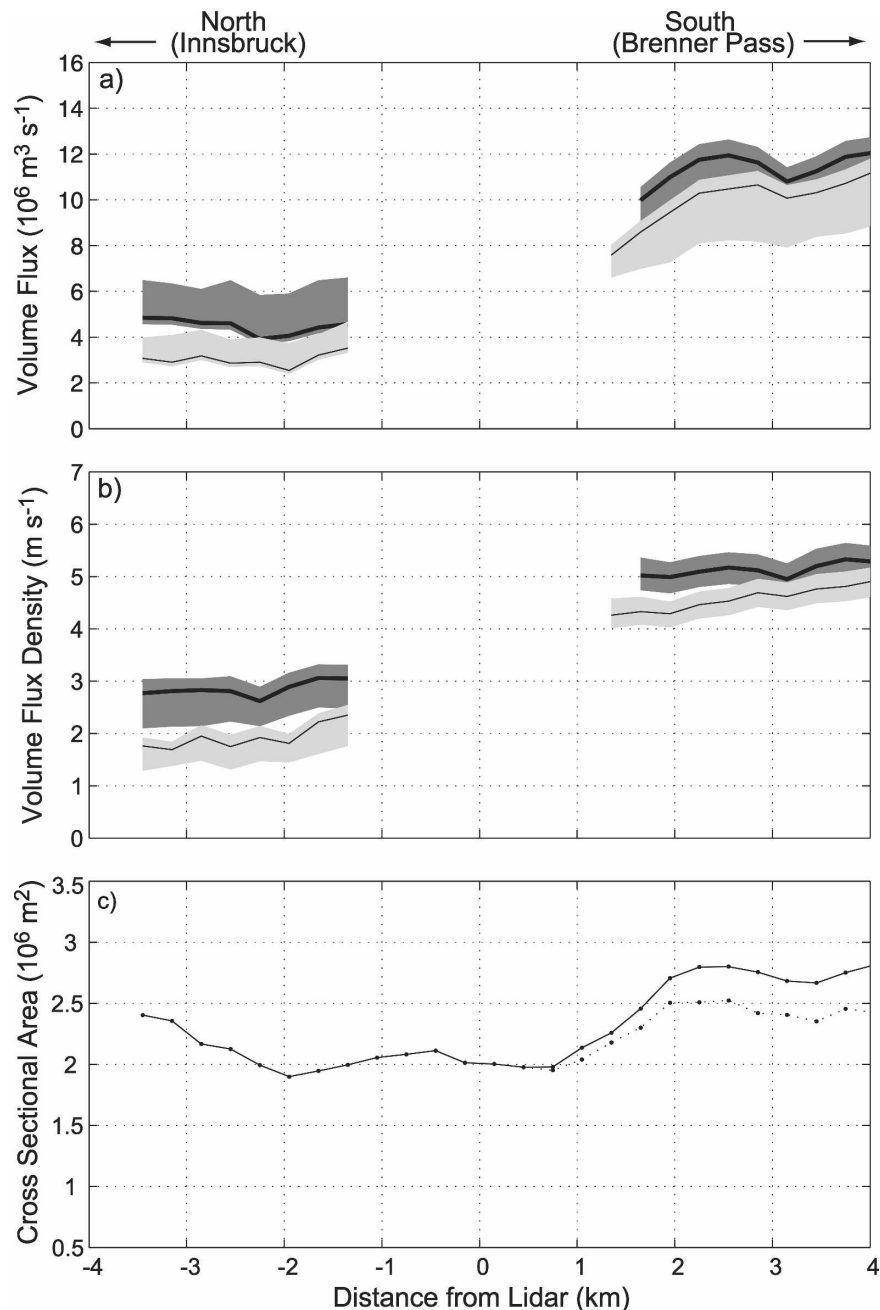 North
(Innsbruck)
South
(Brenner Pass)
a)
Volume Flux (10⁶ m³ s⁻¹)
16
14
12
10
8
6
4
2
0
b)
Volume Flux Density (m s⁻¹)
7
6
5
4
3
2
1
0
c)
Cross Sectional Area (10⁶ m²)
3.5
3
2.5
2
1.5
1
0.5
-4 -3 -2 -1 0 1 2 3 4
Distance from Lidar (km)